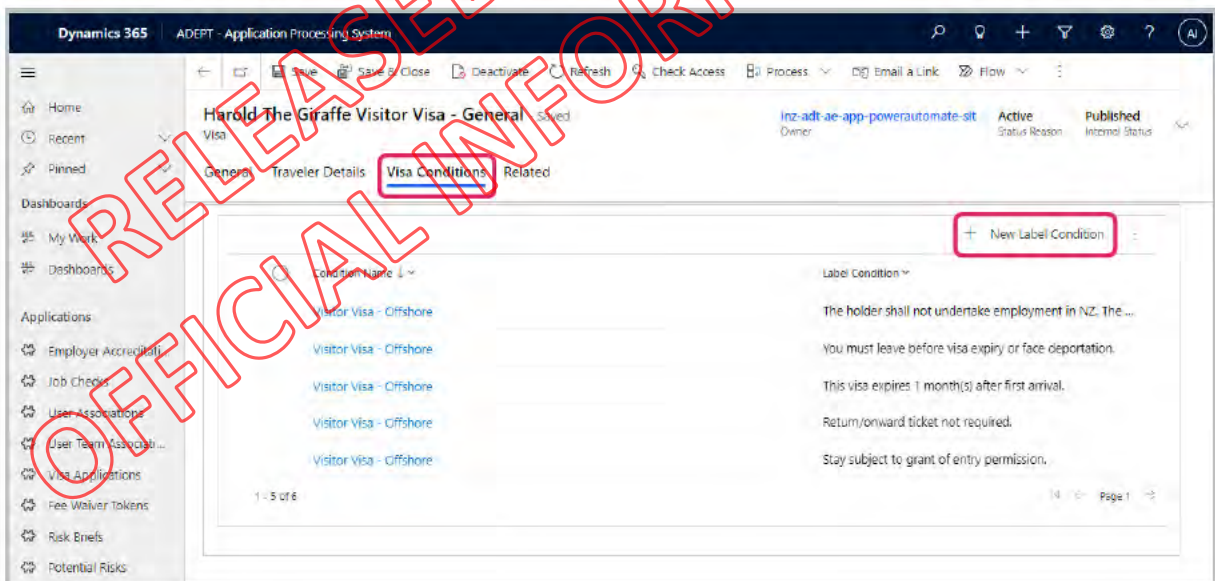 Dynamics 365 ADEPT - Application Processing System ? AI
Save Save & Close Deactivate Refresh Check Access Process Email a Link Flow
Home
Recent
Pinned
Dashboards
My Work
Dashboards
Applications
Employer Accreditati...
Job Checks
User Associations
User Team Associati...
Visa Applications
Fee Waiver Tokens
Risk Briefs
Potential Risks
Harold The Giraffe Visitor Visa - General Saved
Visa
inz-adt-ae-app-powerautomate-sit
Owner
Active
Status Reason
Published
Internal Status
General Traveler Details Visa Conditions Related
+ New Label Condition
Condition Name ↓ Label Condition
Visitor Visa - Offshore The holder shall not undertake employment in NZ. The ...
Visitor Visa - Offshore You must leave before visa expiry or face deportation.
Visitor Visa - Offshore This visa expires 1 month(s) after first arrival.
Visitor Visa - Offshore Return/onward ticket not required.
Visitor Visa - Offshore Stay subject to grant of entry permission.
1 - 5 of 6 Page 1
OFFICIAL INFOR